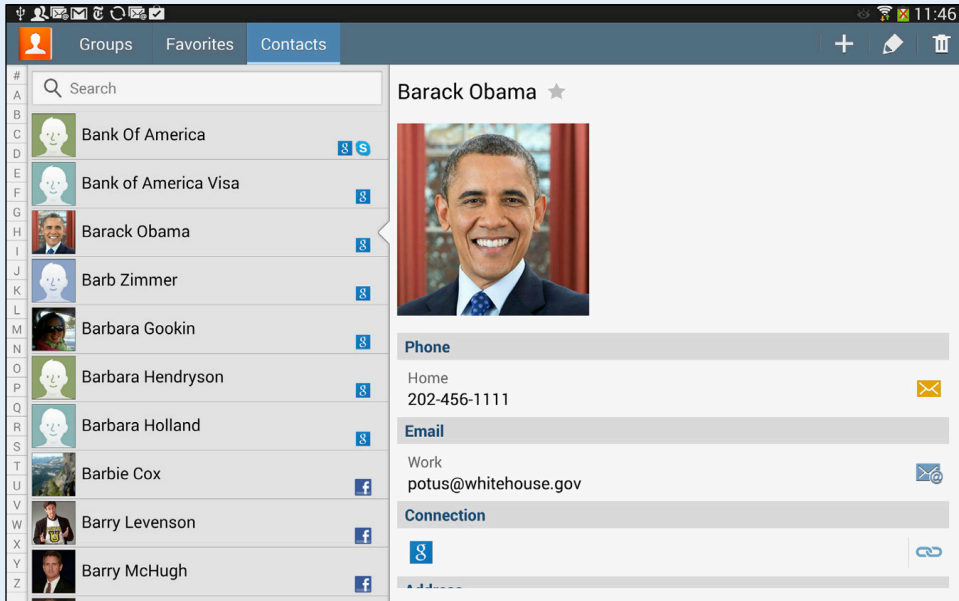 11:46
Groups Favorites Contacts
#
A
B
C
D
E
F
G
H
I
J
K
L
M
N
O
P
Q
R
S
T
U
V
W
X
Y
Z
Search
Bank Of America
Bank of America Visa
Barack Obama
Barb Zimmer
Barbara Gookin
Barbara Hendryson
Barbara Holland
Barbie Cox
Barry Levenson
Barry McHugh
Barack Obama
Phone
Home
202-456-1111
Email
Work
potus@whitehouse.gov
Connection